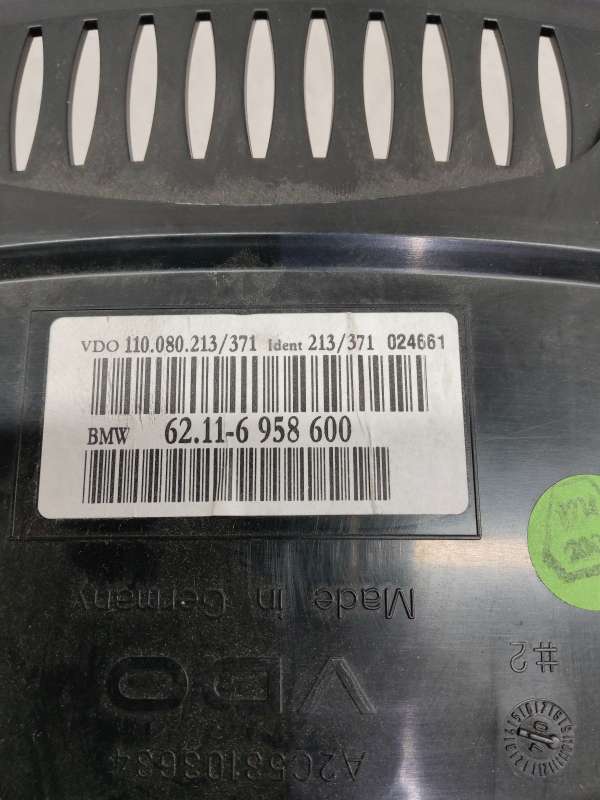 VDO 110.080.213/371 Ident 213/371 024661
BMW 62.11-6 958 600
Made in Germany
#2
VDO
A2C53103634